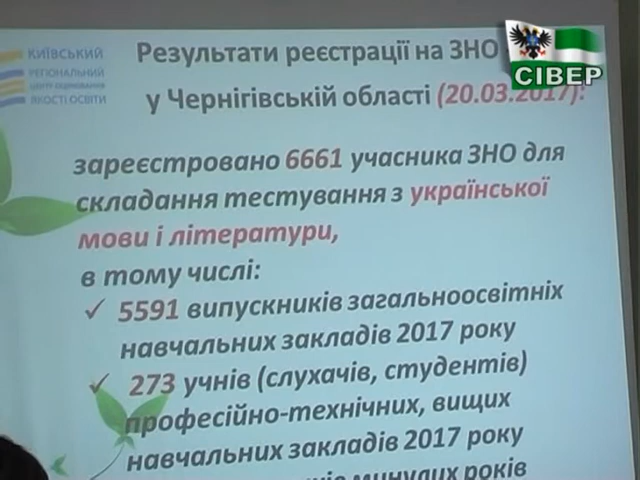 КИЇВСЬКИЙ
РЕГІОНАЛЬНИЙ
ЦЕНТР ОЦІНЮВАННЯ
ЯКОСТІ ОСВІТИ
СІВЕР
Результати реєстрації на ЗНО
у Чернігівській області (20.03.2017):
зареєстровано 6661 учасника ЗНО для
складання тестування з української
мови і літератури,
в тому числі:
✓ 5591 випускників загальноосвітніх
навчальних закладів 2017 року
✓ 273 учнів (слухачів, студентів)
професійно-технічних, вищих
навчальних закладів 2017 року
минулих років